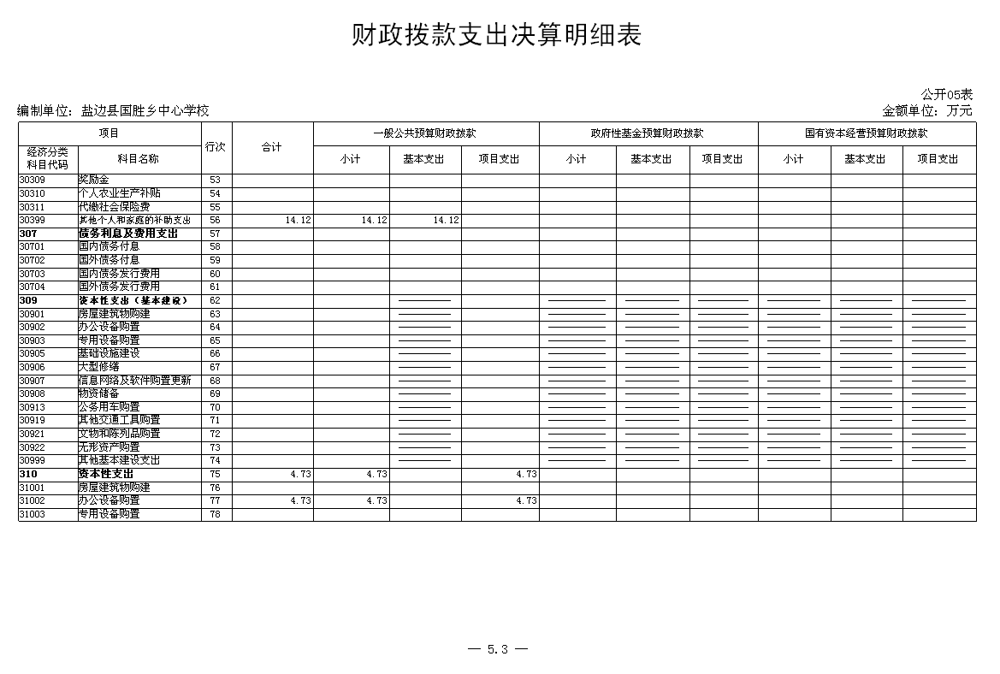 财政拨款支出决算明细表
公开05表
编制单位：盐边县国胜乡中心学校 金额单位：万元
项目 行次 合计 一般公共预算财政拨款 政府性基金预算财政拨款 国有资本经营预算财政拨款
经济分类科目代码 科目名称 小计 基本支出 项目支出 小计 基本支出 项目支出 小计 基本支出 项目支出
30309 奖励金 53
30310 个人农业生产补贴 54
30311 代缴社会保险费 55
30399 其他个人和家庭的补助支出 56 14.12 14.12 14.12
307 债务利息及费用支出 57
30701 国内债务付息 58
30702 国外债务付息 59
30703 国内债务发行费用 60
30704 国外债务发行费用 61
309 资本性支出（基本建设） 62 —— —— —— —— —— —— ——
30901 房屋建筑物购建 63 —— —— —— —— —— —— ——
30902 办公设备购置 64 —— —— —— —— —— —— ——
30903 专用设备购置 65 —— —— —— —— —— —— ——
30905 基础设施建设 66 —— —— —— —— —— —— ——
30906 大型修缮 67 —— —— —— —— —— —— ——
30907 信息网络及软件购置更新 68 —— —— —— —— —— —— ——
30908 物资储备 69 —— —— —— —— —— —— ——
30913 公务用车购置 70 —— —— —— —— —— —— ——
30919 其他交通工具购置 71 —— —— —— —— —— —— ——
30921 文物和陈列品购置 72 —— —— —— —— —— —— ——
30922 无形资产购置 73 —— —— —— —— —— —— ——
30999 其他基本建设支出 74 —— —— —— —— —— —— ——
310 资本性支出 75 4.73 4.73 4.73
31001 房屋建筑物购建 76
31002 办公设备购置 77 4.73 4.73 4.73
31003 专用设备购置 78
— 5.3 —